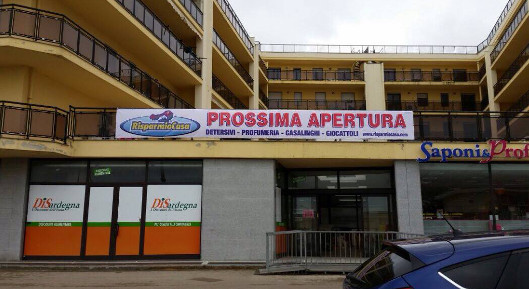 RisparmioCasa
PROSSIMA APERTURA
DETERSIVI - PROFUMERIA - CASALINGHI - GIOCATTOLI www.risparmiocasa.com
Saponi&Prof
DiSardegna
DiSardegna